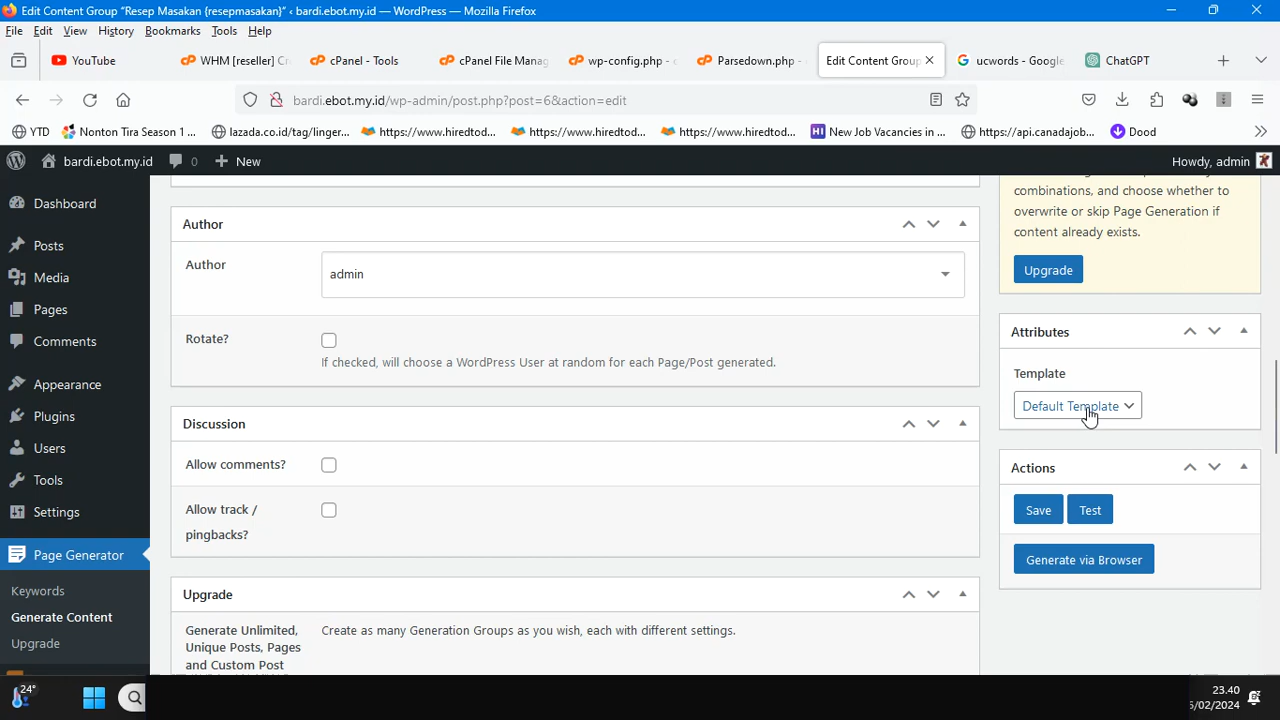 Edit Content Group "Resep Masakan {resepmasakan}" ‹ bardi.ebot.my.id — WordPress — Mozilla Firefox
File Edit View History Bookmarks Tools Help
YouTube WHM [reseller] Cr cPanel - Tools cPanel File Manag wp-config.php - c Parsedown.php - Edit Content Group ucwords - Google ChatGPT
bardi.ebot.my.id/wp-admin/post.php?post=6&action=edit
YTD Nonton Tira Season 1 ... lazada.co.id/tag/linger... https://www.hiredtod... https://www.hiredtod... https://www.hiredtod... HI New Job Vacancies in ... https://api.canadajob... Dood
bardi.ebot.my.id 0 New Howdy, admin
Dashboard
Posts
Media
Pages
Comments
Appearance
Plugins
Users
Tools
Settings
Page Generator
Keywords
Generate Content
Upgrade
Author
Author
admin
Rotate?
If checked, will choose a WordPress User at random for each Page/Post generated.
Discussion
Allow comments?
Allow track /
pingbacks?
Upgrade
Generate Unlimited,
Unique Posts, Pages
and Custom Post
Create as many Generation Groups as you wish, each with different settings.
combinations, and choose whether to
overwrite or skip Page Generation if
content already exists.
Upgrade
Attributes
Template
Default Template
Actions
Save Test
Generate via Browser
24°
23.40
5/02/2024